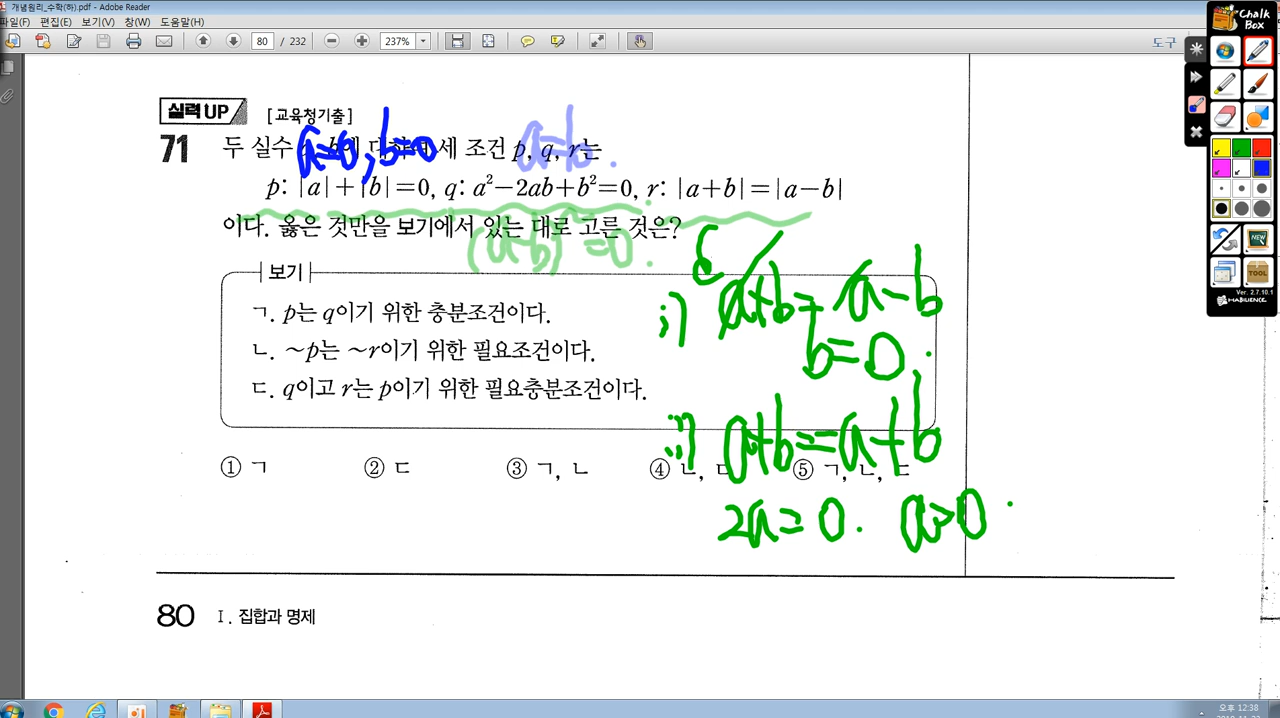 개념원리_수학(하).pdf - Adobe Reader
파일(F) 편집(E) 보기(V) 창(W) 도움말(H)
80 / 232 237%
도구
Chalk Box
실력 UP [교육청기출]
71 두 실수 세 조건 p, q, r는
a=0, b=0 a=b.
p: |a|+|b|=0, q: a²-2ab+b²=0, r: |a+b|=|a-b|
이다. 옳은 것만을 보기에서 있는 대로 고른 것은?
(a-b)²=0.
보기
ㄱ. p는 q이기 위한 충분조건이다.
ㄴ. ~p는 ~r이기 위한 필요조건이다.
ㄷ. q이고 r는 p이기 위한 필요충분조건이다.
i) a+b=a-b
b=0.
ii) a+b=-a+b
2a=0.
① ㄱ ② ㄷ ③ ㄱ, ㄴ ④ ㄴ, ㄷ ⑤ ㄱ, ㄴ, ㄷ
80 Ⅰ. 집합과 명제
NEW
TOOL
Ver. 2.7.10.1
오후 12:38